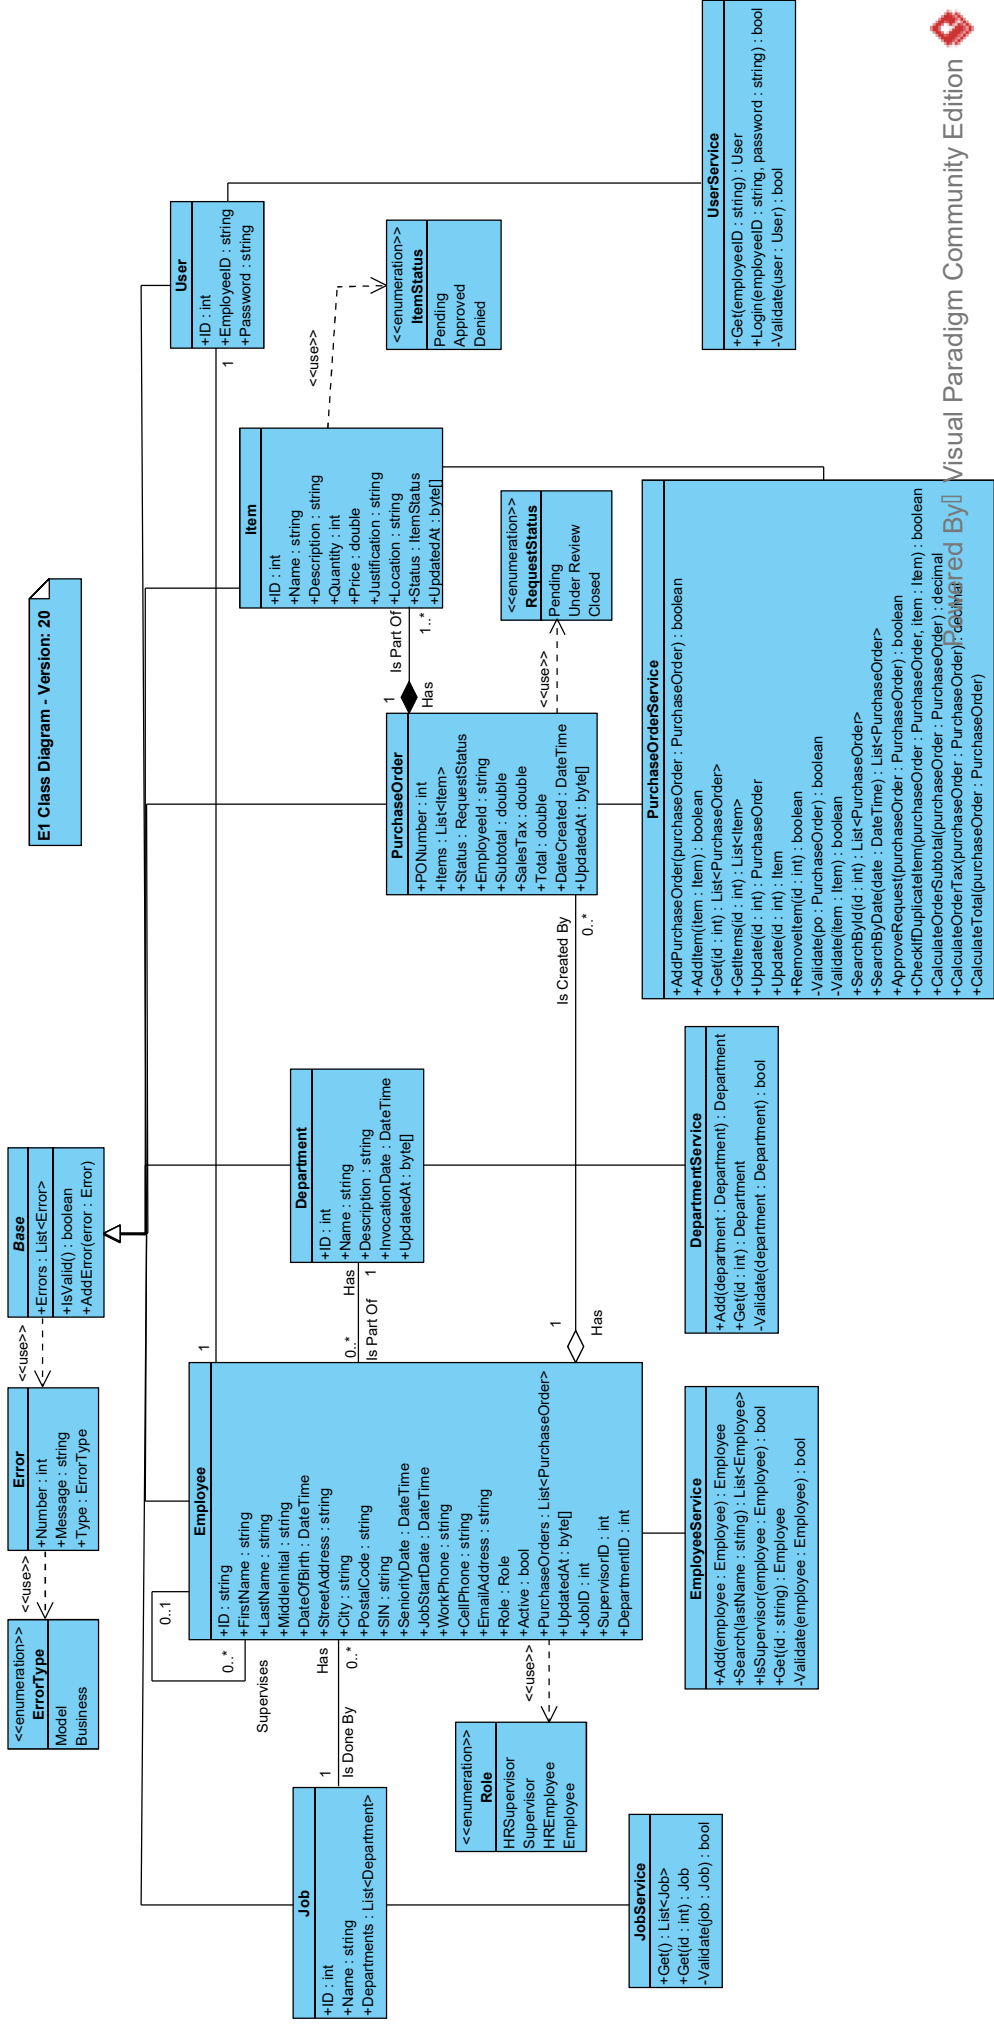 E1 Class Diagram - Version: 20
<<enumeration>>
ErrorType
Model
Business
<<use>>
Error
+Number : int
+Message : string
+Type : ErrorType
<<use>>
Base
+Errors : List<Error>
+IsValid() : boolean
+AddError(error : Error)
User
+ID : int
+EmployeeID : string
+Password : string
1
1
Job
+ID : int
+Name : string
+Departments : List<Department>
1
Is Done By
Has
0..*
Supervises
0..*
0..1
Employee
+ID : string
+FirstName : string
+LastName : string
+MiddleInitial : string
+DateOfBirth : DateTime
+StreetAddress : string
+City : string
+PostalCode : string
+SIN : string
+SeniorityDate : DateTime
+JobStartDate : DateTime
+WorkPhone : string
+CellPhone : string
+EmailAddress : string
+Role : Role
+Active : bool
+PurchaseOrders : List<PurchaseOrder>
+UpdatedAt : byte[]
+JobID : int
+SupervisorID : int
+DepartmentID : int
0..*
Is Part Of
Has
1
Department
+ID : int
+Name : string
+Description : string
+InvocationDate : DateTime
+UpdatedAt : byte[]
1
Has
Is Created By
0..*
PurchaseOrder
+PONumber : int
+Items : List<Item>
+Status : RequestStatus
+EmployeeId : string
+Subtotal : double
+SalesTax : double
+Total : double
+DateCreated : DateTime
+UpdatedAt : byte[]
1
Has
Is Part Of
1..*
Item
+ID : int
+Name : string
+Description : string
+Quantity : int
+Price : double
+Justification : string
+Location : string
+Status : ItemStatus
+UpdatedAt : byte[]
<<use>>
<<enumeration>>
ItemStatus
Pending
Approved
Denied
<<use>>
<<enumeration>>
RequestStatus
Pending
Under Review
Closed
<<use>>
<<enumeration>>
Role
HRSupervisor
Supervisor
HREmployee
Employee
JobService
+Get() : List<Job>
+Get(id : int) : Job
-Validate(job : Job) : bool
EmployeeService
+Add(employee : Employee) : Employee
+Search(lastName : string) : List<Employee>
+IsSupervisor(employee : Employee) : bool
+Get(id : string) : Employee
-Validate(employee : Employee) : bool
DepartmentService
+Add(department : Department) : Department
+Get(id : int) : Department
-Validate(department : Department) : bool
PurchaseOrderService
+AddPurchaseOrder(purchaseOrder : PurchaseOrder) : boolean
+AddItem(item : Item) : boolean
+Get(id : int) : List<PurchaseOrder>
+GetItems(id : int) : List<Item>
+Update(id : int) : PurchaseOrder
+Update(id : int) : Item
+RemoveItem(id : int) : boolean
-Validate(po : PurchaseOrder) : boolean
-Validate(item : Item) : boolean
+SearchById(id : int) : List<PurchaseOrder>
+SearchByDate(date : DateTime) : List<PurchaseOrder>
+ApproveRequest(purchaseOrder : PurchaseOrder) : boolean
+CheckIfDuplicateItem(purchaseOrder : PurchaseOrder, item : Item) : boolean
+CalculateOrderSubtotal(purchaseOrder : PurchaseOrder) : decimal
+CalculateOrderTax(purchaseOrder : PurchaseOrder) : decimal
+CalculateTotal(purchaseOrder : PurchaseOrder)
UserService
+Get(employeeID : string) : User
+Login(employeeID : string, password : string) : bool
-Validate(user : User) : bool
Powered By▯ Visual Paradigm Community Edition